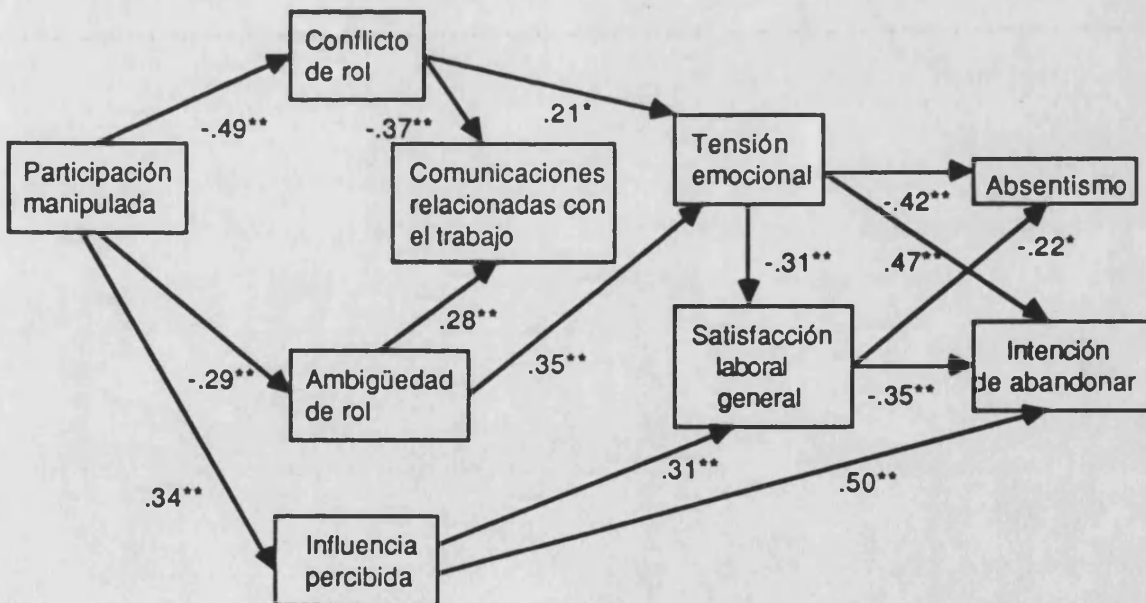 Conflicto
de rol
-.49**
-.37**
.21*
Participación
manipulada
Comunicaciones
relacionadas con
el trabajo
Tensión
emocional
Absentismo
-.42**
-.31**
.47**
-.22*
.28**
Satisfacción
laboral
general
Intención
de abandonar
-.29**
Ambigüedad
de rol
.35**
-.35**
.34**
.31**
.50**
Influencia
percibida